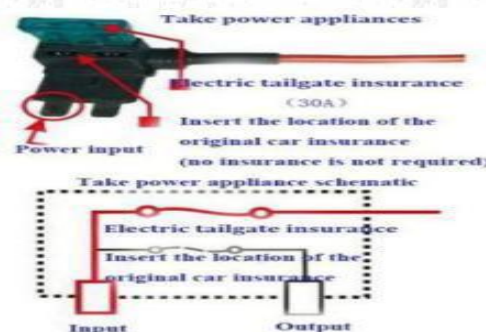 Take power appliances
Electric tailgate insurance
（30A）
Insert the location of the
original car insurance
(no insurance is not required)
Power input
Take power appliance schematic
Electric tailgate insurance
Insert the location of the
original car insurance
Input
Output